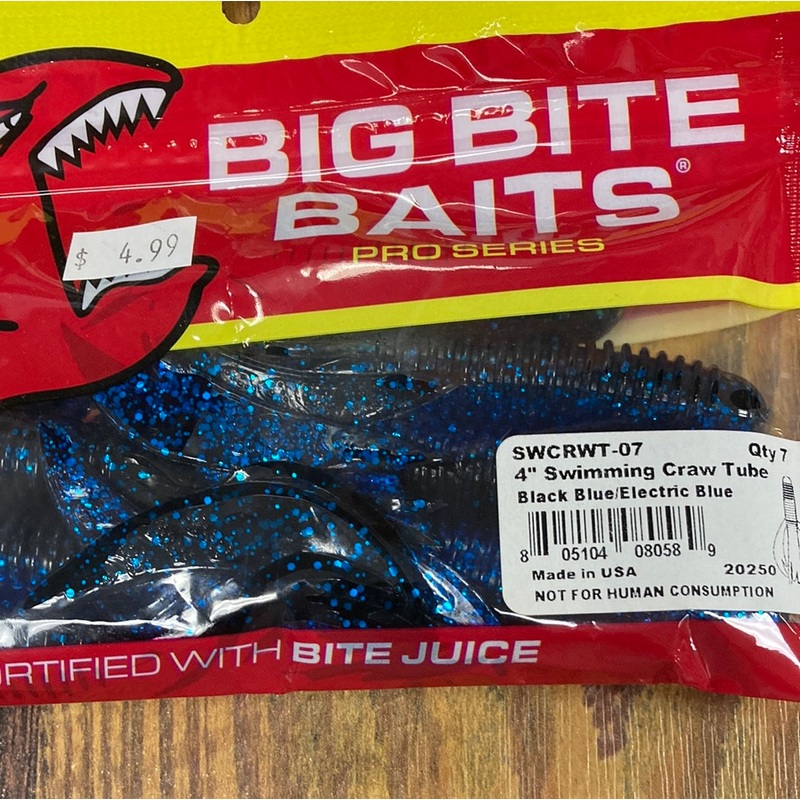 BIG BITE
BAITS®
PRO SERIES
$ 4.99
SWCRWT-07 Qty 7
4" Swimming Craw Tube
Black Blue/Electric Blue
8 05104 08058 9
Made in USA 20250
NOT FOR HUMAN CONSUMPTION
RTIFIED WITH BITE JUICE